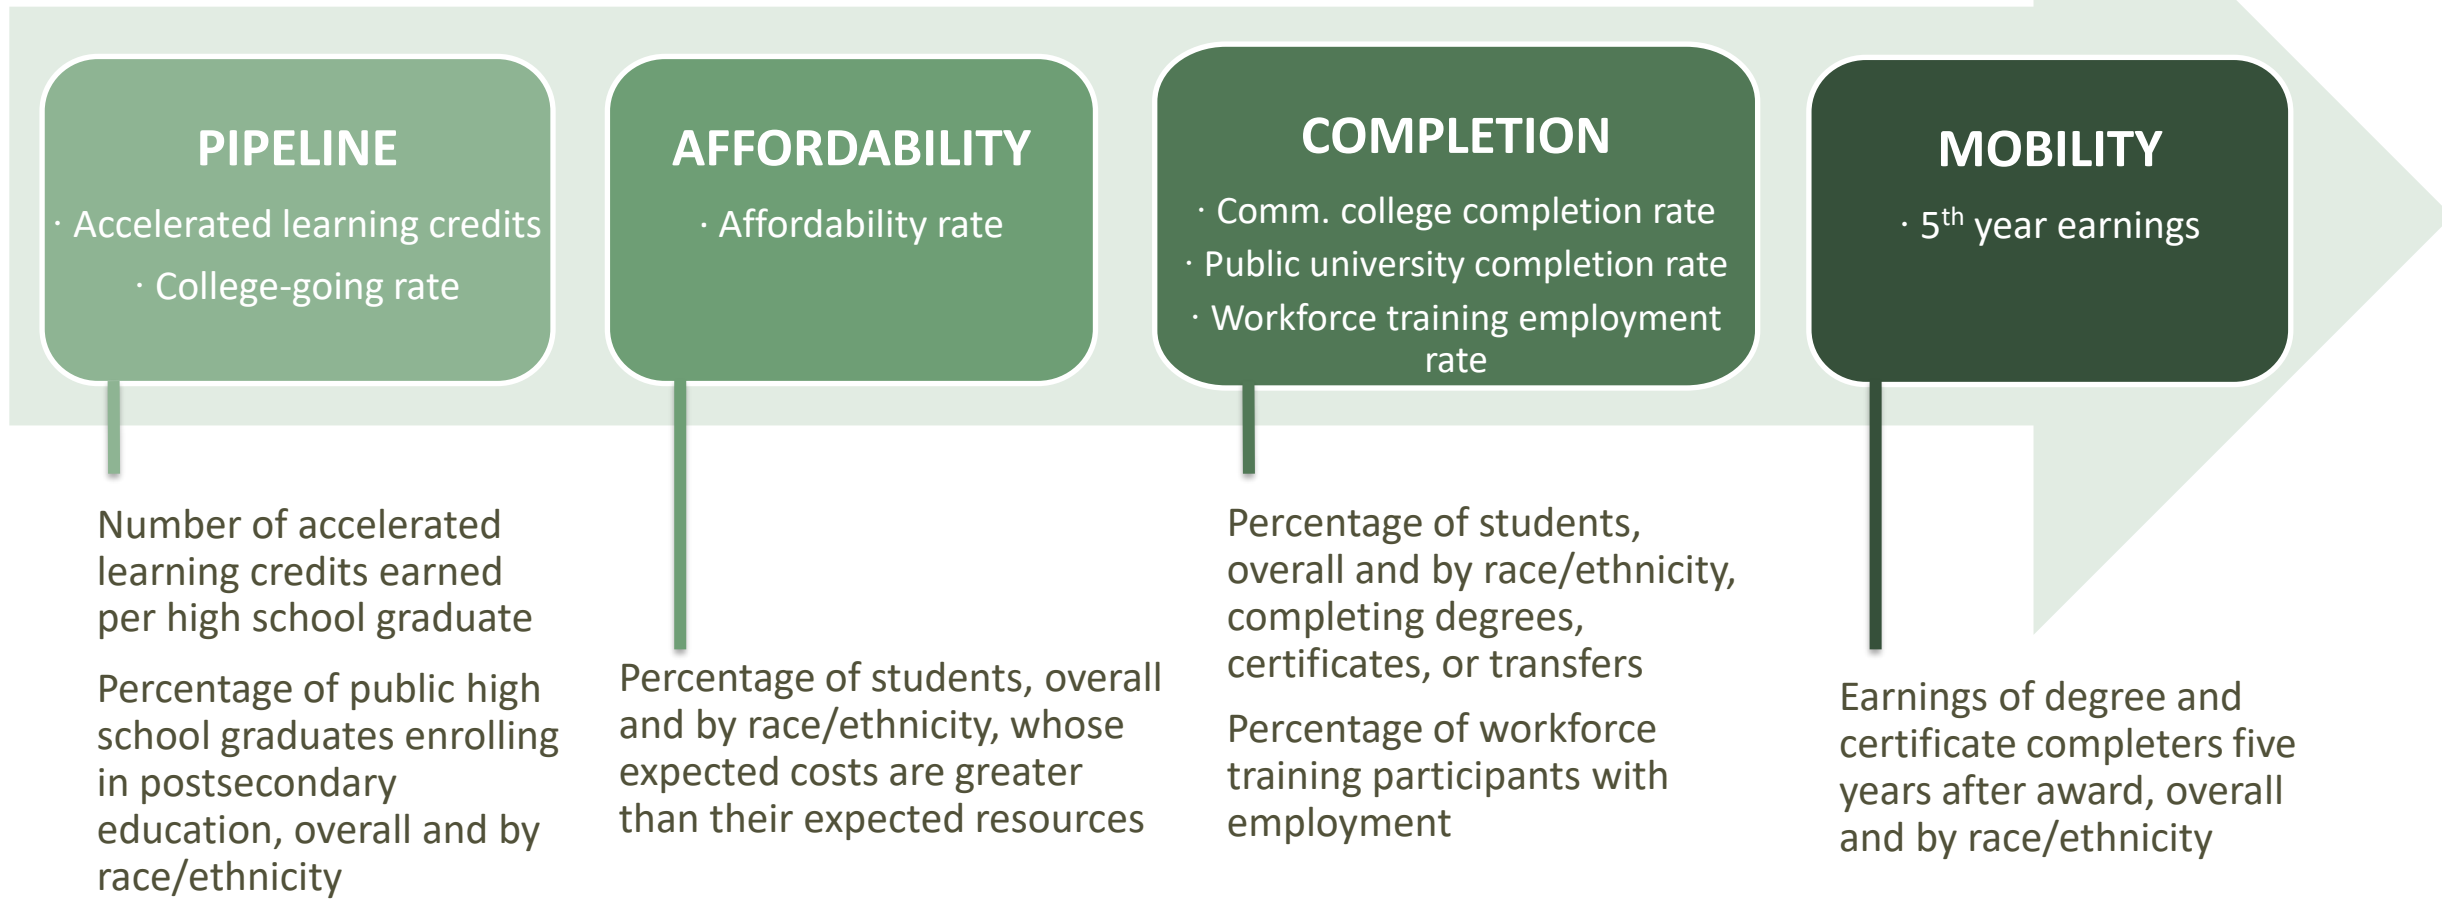 PIPELINE
· Accelerated learning credits
· College-going rate
AFFORDABILITY
· Affordability rate
COMPLETION
· Comm. college completion rate
· Public university completion rate
· Workforce training employment
rate
MOBILITY
· 5th year earnings
Number of accelerated
learning credits earned
per high school graduate
Percentage of public high
school graduates enrolling
in postsecondary
education, overall and by
race/ethnicity
Percentage of students, overall
and by race/ethnicity, whose
expected costs are greater
than their expected resources
Percentage of students,
overall and by race/ethnicity,
completing degrees,
certificates, or transfers
Percentage of workforce
training participants with
employment
Earnings of degree and
certificate completers five
years after award, overall
and by race/ethnicity